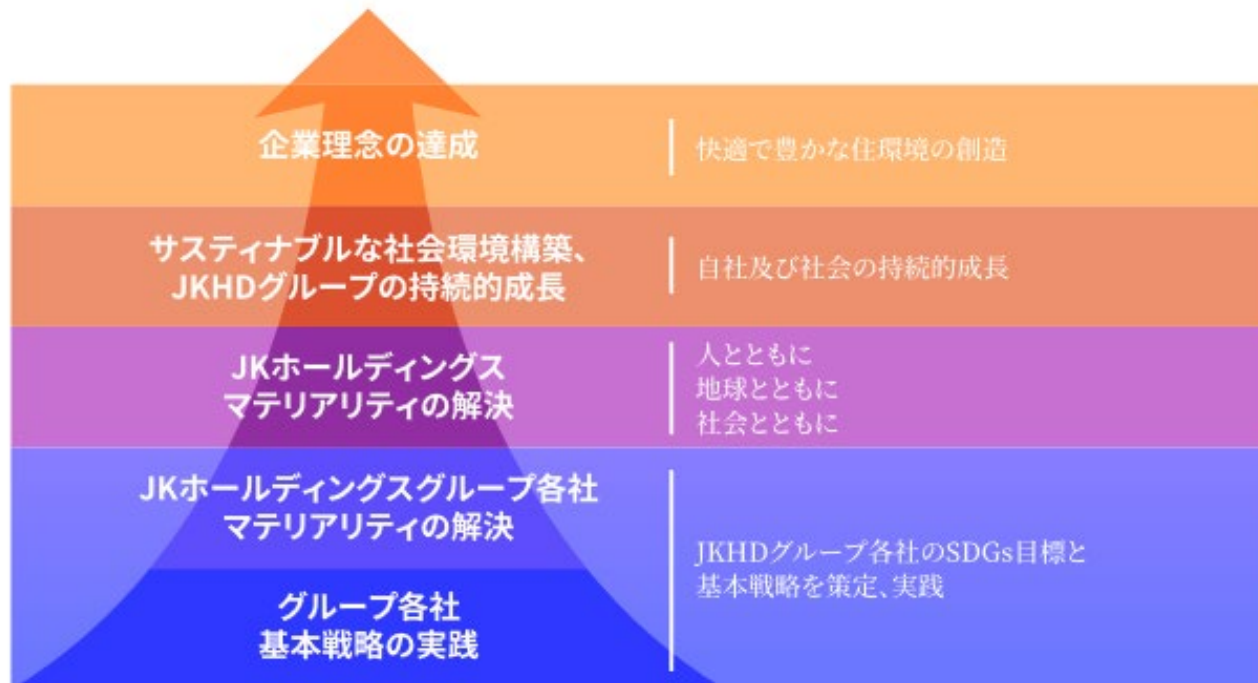 企業理念の達成
快適で豊かな住環境の創造
サスティナブルな社会環境構築、
JKHDグループの持続的成長
自社及び社会の持続的成長
JKホールディングス
マテリアリティの解決
人とともに
地球とともに
社会とともに
JKホールディングスグループ各社
マテリアリティの解決
グループ各社
基本戦略の実践
JKHDグループ各社のSDGs目標と
基本戦略を策定、実践